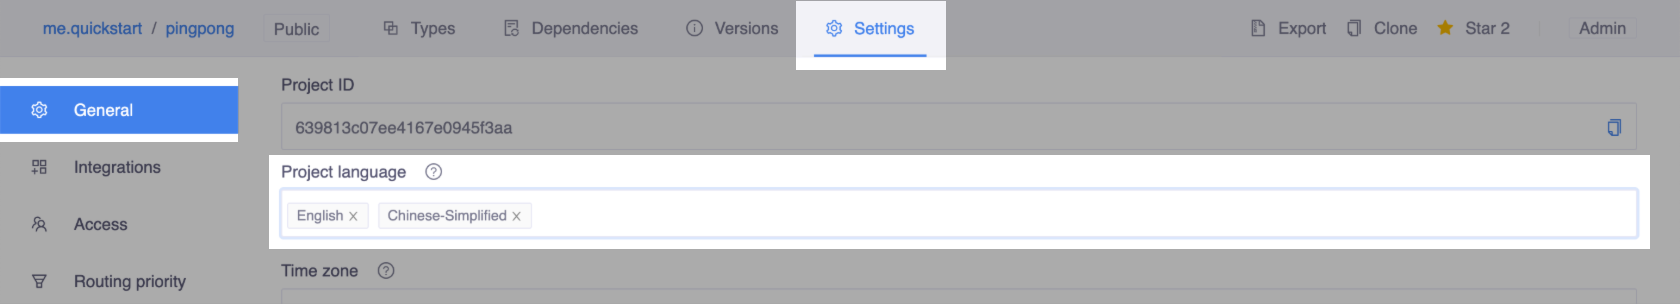 me.quickstart / pingpong Public Types Dependencies Versions Settings Export Clone Star 2 Admin
General
Integrations
Access
Routing priority
Project ID
639813c07ee4167e0945f3aa
Project language ?
English × Chinese-Simplified ×
Time zone ?